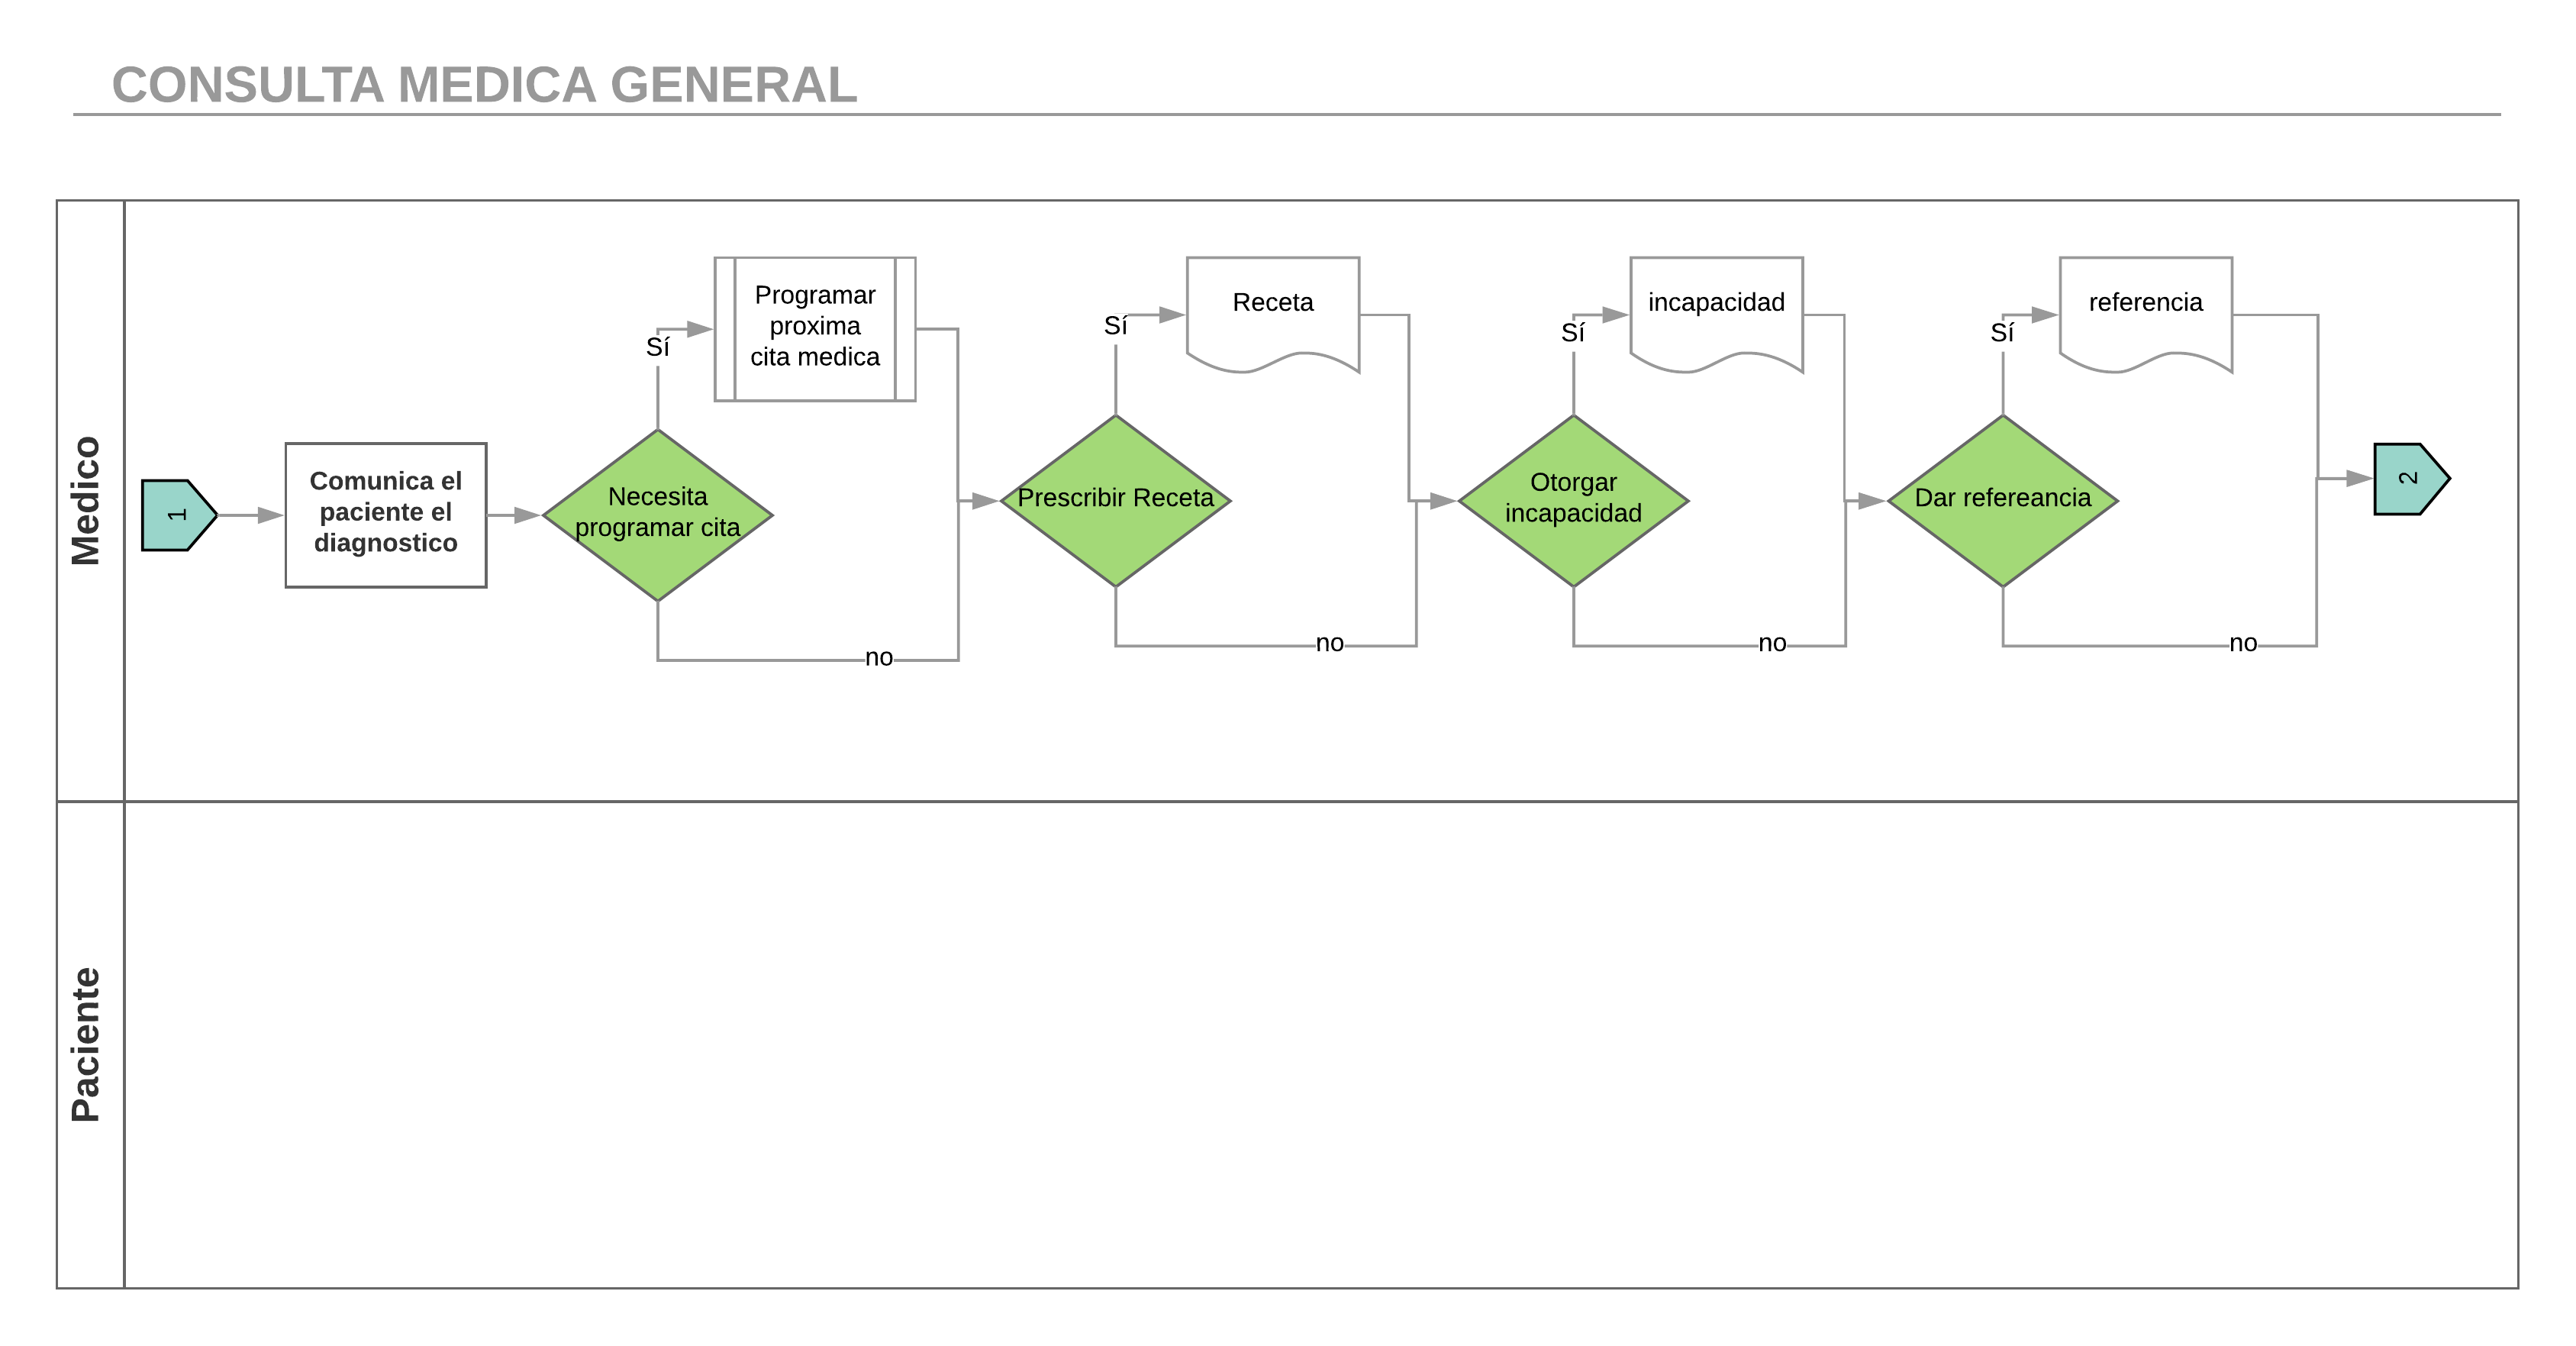 CONSULTA MEDICA GENERAL
Medico
1
Comunica el
paciente el
diagnostico
Necesita
programar cita
Sí
Programar
proxima
cita medica
no
Prescribir Receta
Sí
Receta
no
Otorgar
incapacidad
Sí
incapacidad
no
Dar refereancia
Sí
referencia
no
2
Paciente